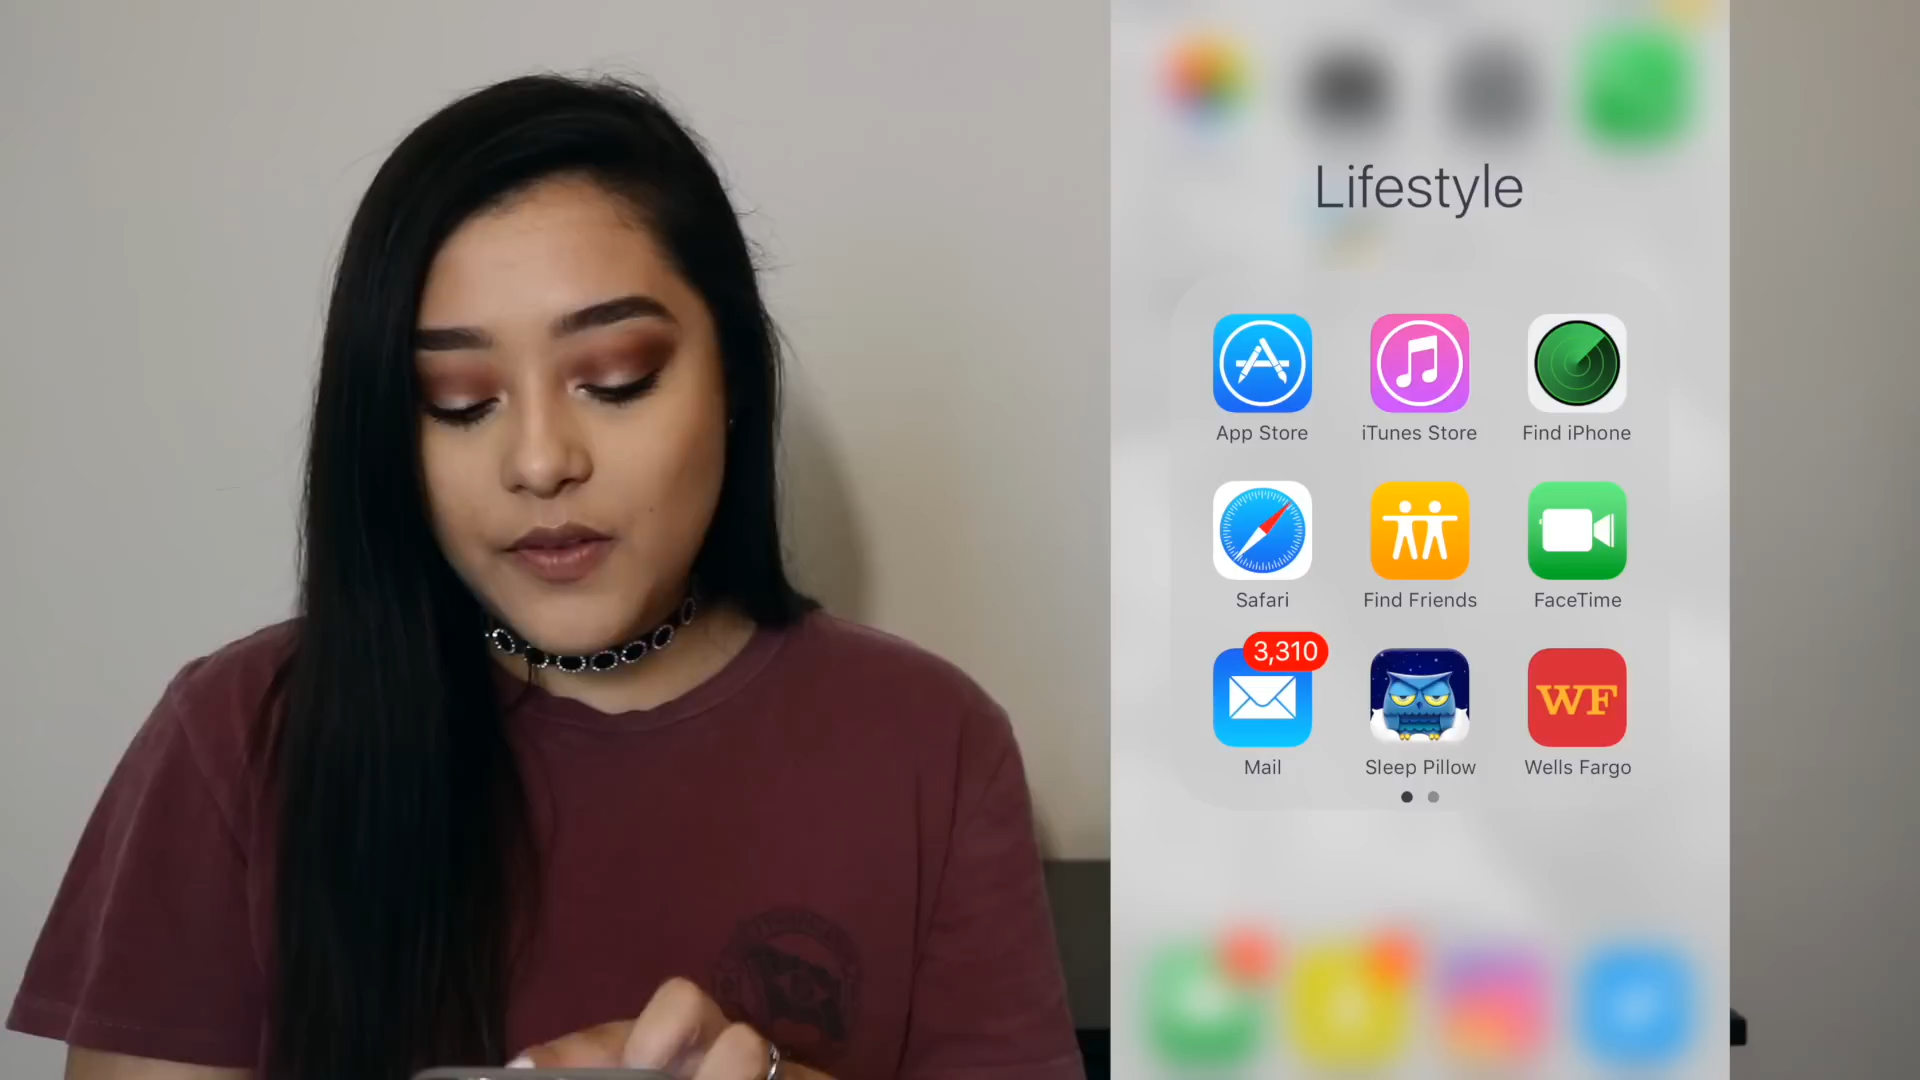 Lifestyle
App Store
iTunes Store
Find iPhone
Safari
Find Friends
FaceTime
3,310
Mail
Sleep Pillow
WF
Wells Fargo